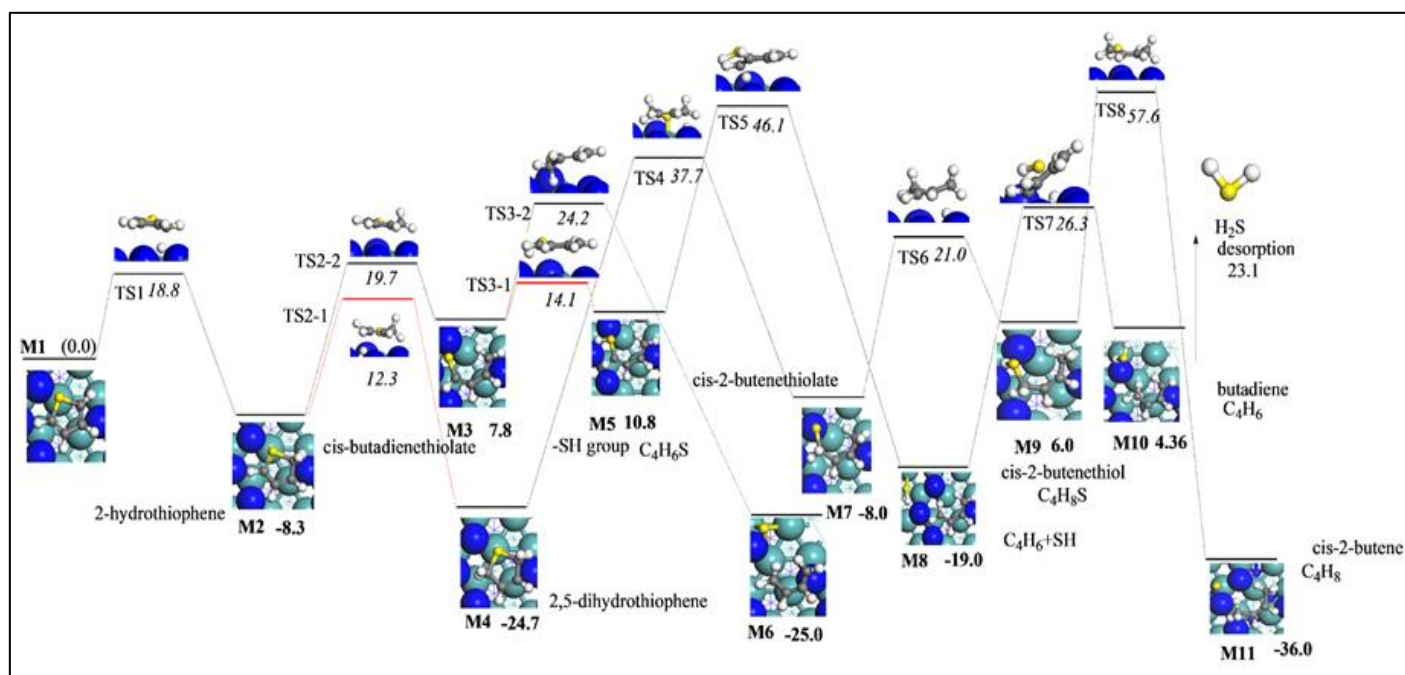 TS8 57.6
TS5 46.1
TS4 37.7
TS3-2
24.2
TS7 26.3
H₂S
desorption
23.1
TS6 21.0
TS1 18.8
TS2-2
19.7
TS3-1
14.1
TS2-1
12.3
M1 (0.0)
cis-2-butenethiolate
butadiene
C₄H₆
M2 -8.3
cis-butadienethiolate
M3 7.8
M5 10.8
-SH group C₄H₆S
M9 6.0
M10 4.36
cis-2-butenethiol
C₄H₈S
2-hydrothiophene
M7 -8.0
M8 -19.0
C₄H₆+SH
cis-2-butene
C₄H₈
M4 -24.7
2,5-dihydrothiophene
M6 -25.0
M11 -36.0